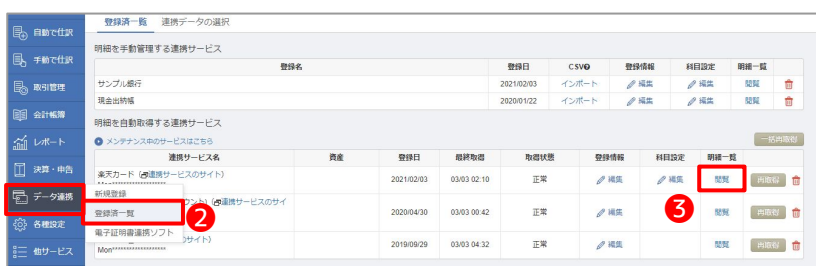 登録済一覧 連携データの選択
自動で仕訳
手動で仕訳
取引管理
会計帳簿
レポート
決算・申告
データ連携
各種設定
他サービス
明細を手動管理する連携サービス
登録名 登録日 CSV 登録情報 科目設定 明細一覧
サンプル銀行 2021/02/03 インポート 編集 編集 閲覧
現金出納帳 2020/01/22 インポート 編集 編集 閲覧
明細を自動取得する連携サービス
メンテナンス中のサービスはこちら 一括再取得
連携サービス名 資産 登録日 最終取得 取得状態 登録情報 科目設定 明細一覧
楽天カード (連携サービスのサイト) 2021/02/03 03/03 02:10 正常 編集 編集 閲覧 再取得
新規登録
登録済一覧
電子証明書連携ソフト
ウント) (連携サービスのサイ 2020/04/30 03/03 00:42 正常 編集 閲覧 再取得
のサイト) 2019/09/29 03/03 04:32 正常 編集 閲覧 再取得
Mon********************
2
3